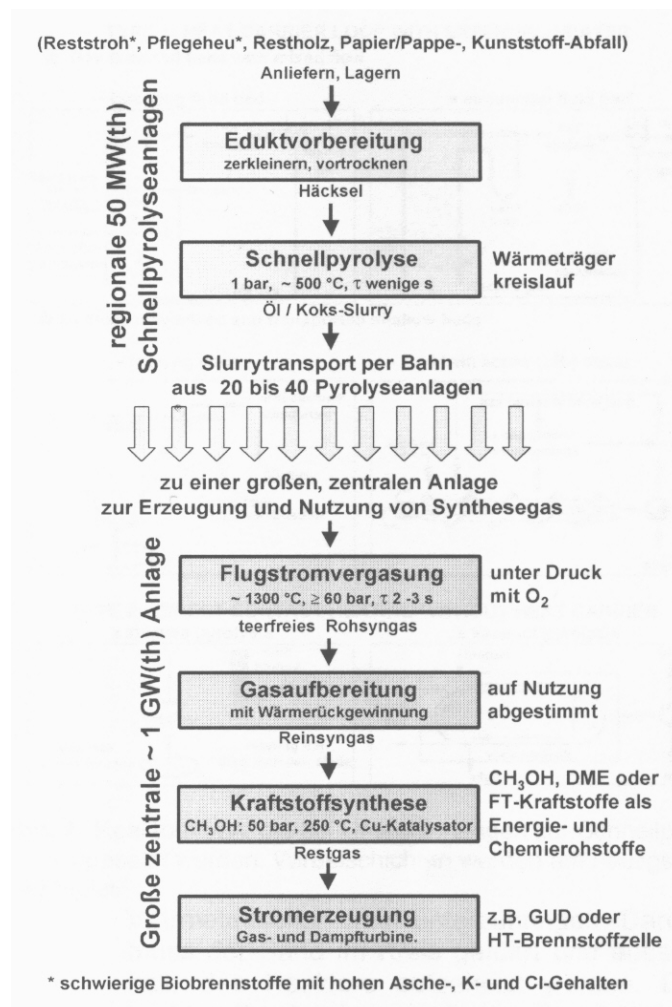 (Reststroh*, Pflegeheu*, Restholz, Papier/Pappe-, Kunststoff-Abfall)
Anliefern, Lagern
regionale 50 MW(th)
Schnellpyrolyseanlagen
Eduktvorbereitung
zerkleinern, vortrocknen
Häcksel
Schnellpyrolyse
1 bar, ~ 500 °C, τ wenige s
Wärmeträger
kreislauf
Öl / Koks-Slurry
Slurrytransport per Bahn
aus 20 bis 40 Pyrolyseanlagen
zu einer großen, zentralen Anlage
zur Erzeugung und Nutzung von Synthesegas
Große zentrale ~ 1 GW(th) Anlage
Flugstromvergasung
~ 1300 °C, ≥ 60 bar, τ 2 -3 s
unter Druck
mit O₂
teerfreies Rohsyngas
Gasaufbereitung
mit Wärmerückgewinnung
auf Nutzung
abgestimmt
Reinsyngas
Kraftstoffsynthese
CH₃OH: 50 bar, 250 °C, Cu-Katalysator
CH₃OH, DME oder
FT-Kraftstoffe als
Energie- und
Chemierohstoffe
Restgas
Stromerzeugung
Gas- und Dampfturbine.
z.B. GUD oder
HT-Brennstoffzelle
* schwierige Biobrennstoffe mit hohen Asche-, K- und Cl-Gehalten